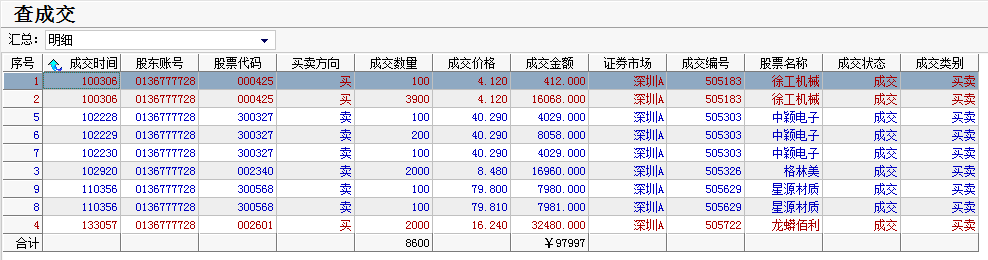 查成交
汇总: 明细
序号 成交时间 股东账号 股票代码 买卖方向 成交数量 成交价格 成交金额 证券市场 成交编号 股票名称 成交状态 成交类别
1 100306 0136777728 000425 买 100 4.120 412.000 深圳A 505183 徐工机械 成交 买卖
2 100306 0136777728 000425 买 3900 4.120 16068.000 深圳A 505183 徐工机械 成交 买卖
5 102228 0136777728 300327 卖 100 40.290 4029.000 深圳A 505303 中颖电子 成交 买卖
6 102229 0136777728 300327 卖 200 40.290 8058.000 深圳A 505303 中颖电子 成交 买卖
7 102230 0136777728 300327 卖 100 40.290 4029.000 深圳A 505303 中颖电子 成交 买卖
3 102920 0136777728 002340 卖 2000 8.480 16960.000 深圳A 505326 格林美 成交 买卖
9 110356 0136777728 300568 卖 100 79.800 7980.000 深圳A 505629 星源材质 成交 买卖
8 110356 0136777728 300568 卖 100 79.810 7981.000 深圳A 505629 星源材质 成交 买卖
4 133057 0136777728 002601 买 2000 16.240 32480.000 深圳A 505722 龙蟒佰利 成交 买卖
合计 8600 ￥97997